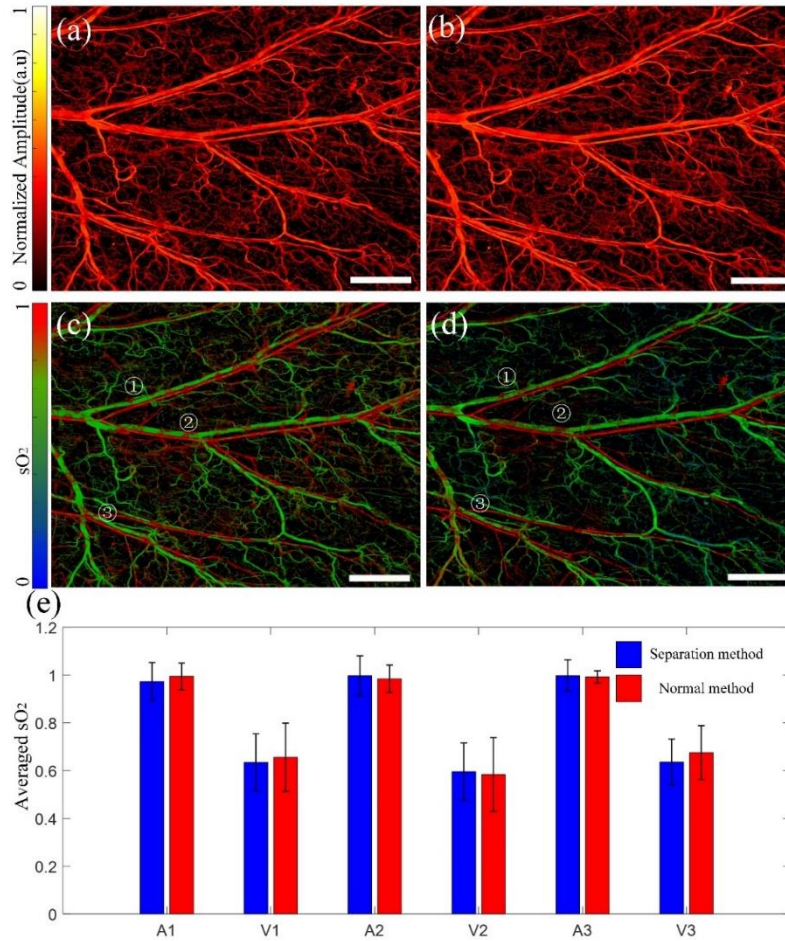 1
Normalized Amplitude(a.u)
0
(a)
(b)
1
sO2
0
(c)
①
②
③
(d)
①
②
③
(e)
1.2
1
0.8
0.6
0.4
0.2
0
Averaged sO2
Separation method
Normal method
A1 V1 A2 V2 A3 V3